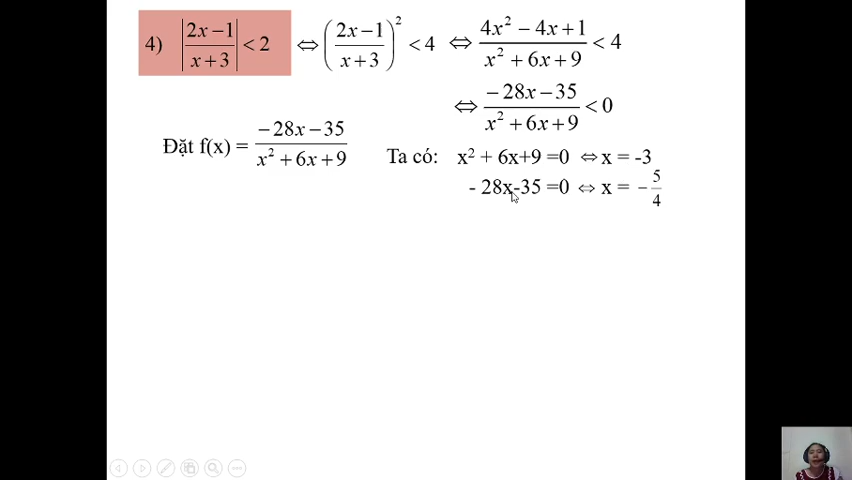 4) |(2x−1)/(x+3)| < 2 ⇔ ((2x−1)/(x+3))² < 4 ⇔ (4x² − 4x + 1)/(x² + 6x + 9) < 4
⇔ (−28x − 35)/(x² + 6x + 9) < 0
Đặt f(x) = (−28x − 35)/(x² + 6x + 9)
Ta có: x² + 6x+9 =0 ⇔ x = -3
- 28x-35 =0 ⇔ x = −5/4